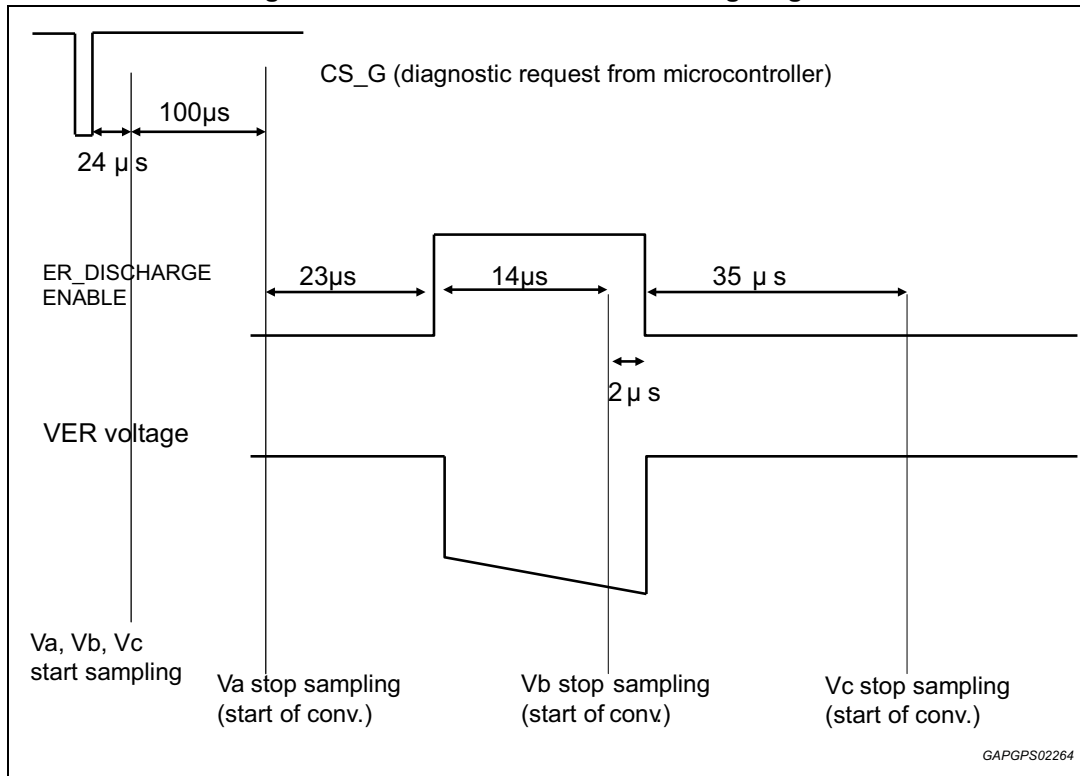 CS_G (diagnostic request from microcontroller)
100µs
24 µ s
ER_DISCHARGE
ENABLE
23µs
14µs
35 µ s
2 µ s
VER voltage
Va, Vb, Vc
start sampling
Va stop sampling
(start of conv.)
Vb stop sampling
(start of conv.)
Vc stop sampling
(start of conv.)
GAPGPS02264